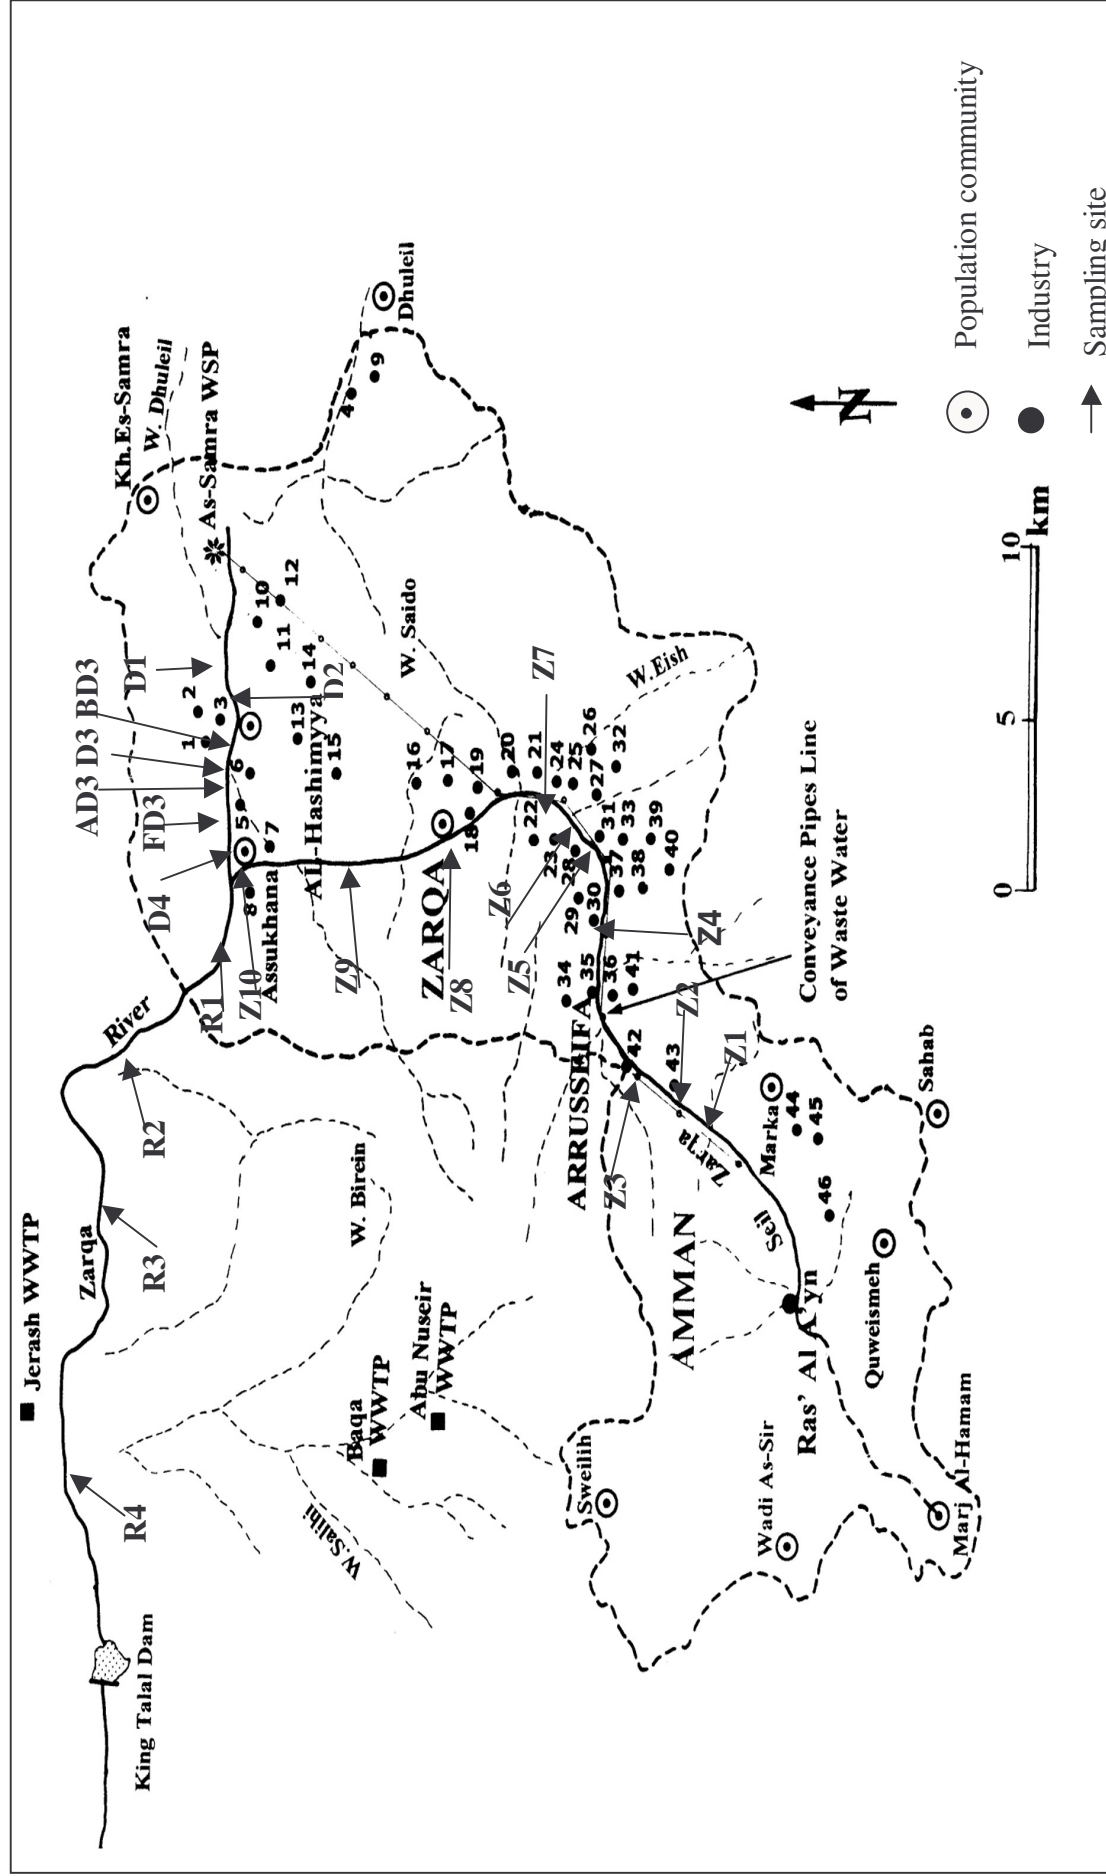 Jerash WWTP
Kh.Es-Samra
W. Dhuleil
As-Samra WSP
Dhuleil
River
Zarqa
King Talal Dam
R4
R3
R2
R1
Z10
D4
FD3
AD3
D3
BD3
D1
D2
1
2
3
4
5
6
7
8
9
10
11
12
13
14
15
Assukhana
AL-Hashimyya
W. Saido
W. Birein
W.Salihi
Baqa
WWTP
Abu Nuseir
WWTP
Z9
ZARQA
Z8
16
17
18
19
20
21
22
23
24
25
26
27
28
29
30
31
32
33
34
35
36
37
38
39
40
41
42
43
44
45
46
Z7
Z6
Z5
Z4
Z3
Z2
Z1
W.Eish
ARRUSSEIFA
AMMAN
Seil
Zarqa
Marka
Sahab
Sweilih
Wadi As-Sir
Ras' Al A'yn
Quweismeh
Marj Al-Hamam
Conveyance Pipes Line
of Waste Water
N
0
5
10
km
Population community
Industry
Sampling site